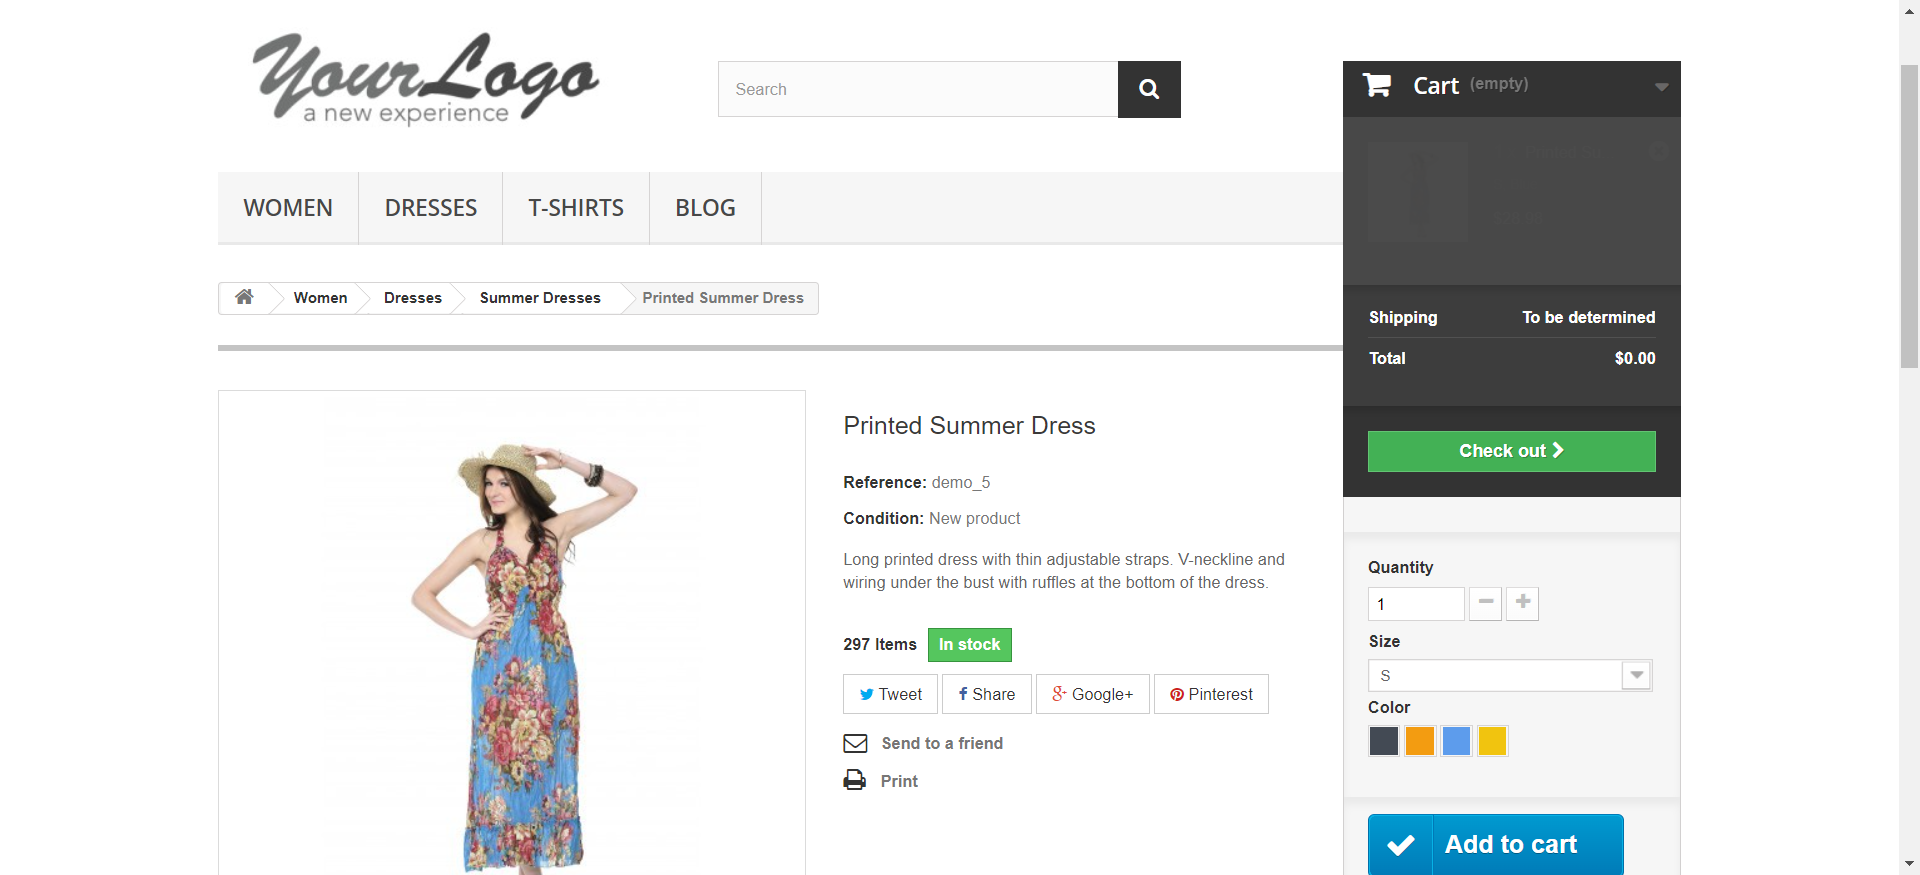 YourLogo
a new experience
Search
Cart (empty)
WOMEN DRESSES T-SHIRTS BLOG
Women Dresses Summer Dresses Printed Summer Dress
Shipping To be determined
Total $0.00
Check out
Printed Summer Dress
Reference: demo_5
Condition: New product
Long printed dress with thin adjustable straps. V-neckline and
wiring under the bust with ruffles at the bottom of the dress.
297 Items In stock
Tweet Share Google+ Pinterest
Send to a friend
Print
Quantity
1
Size
S
Color
Add to cart